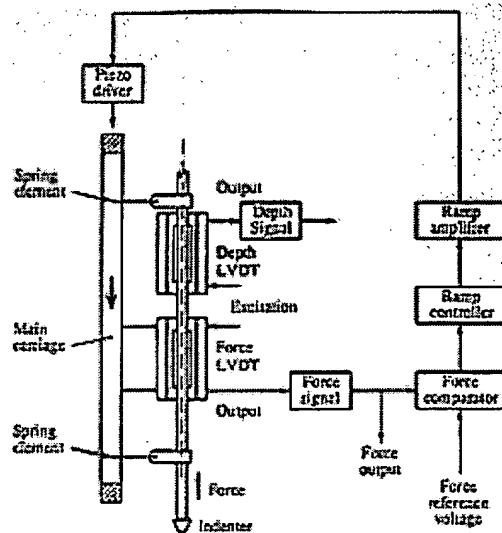 Piezo
driver
Spring
element
Output
Depth
Signal
Ramp
amplifier
Depth
LVDT
Excitation
Ramp
controller
Main
carriage
Force
LVDT
Output
Force
signal
Force
comparator
Spring
element
Force
output
Force
reference
voltage
Force
Indenter